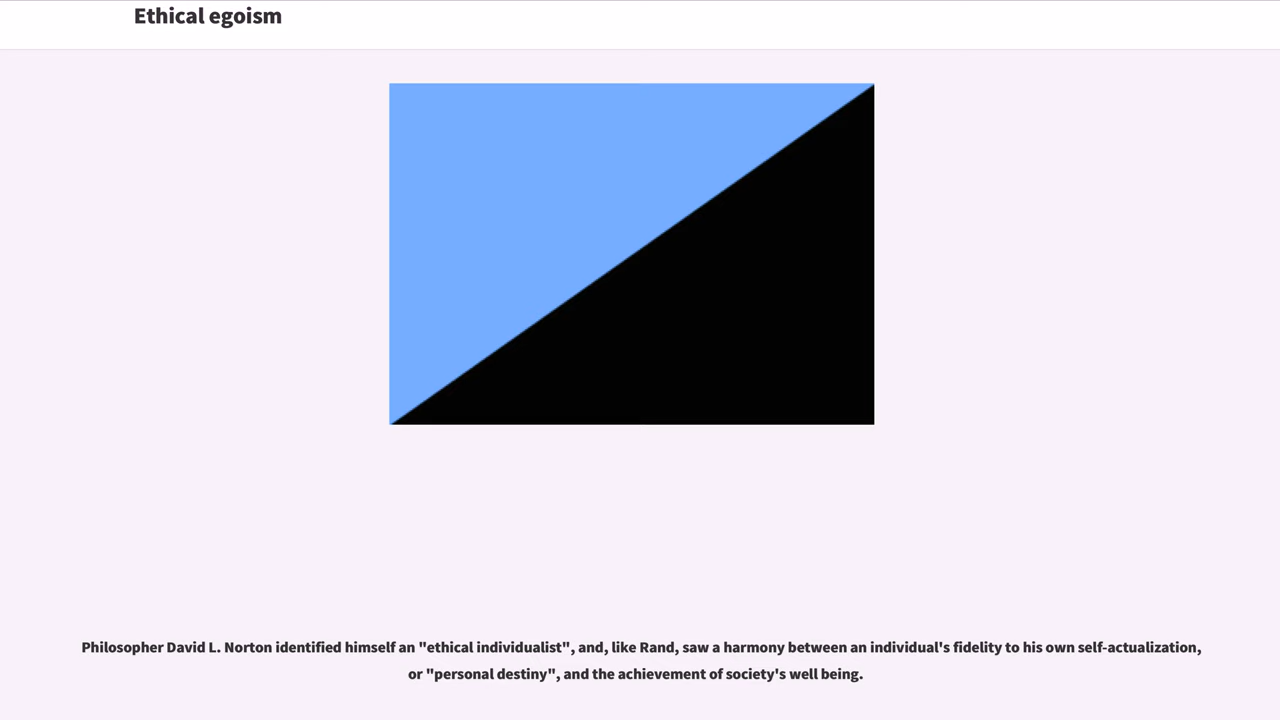 Ethical egoism
Philosopher David L. Norton identified himself an "ethical individualist", and, like Rand, saw a harmony between an individual's fidelity to his own self-actualization,
or "personal destiny", and the achievement of society's well being.